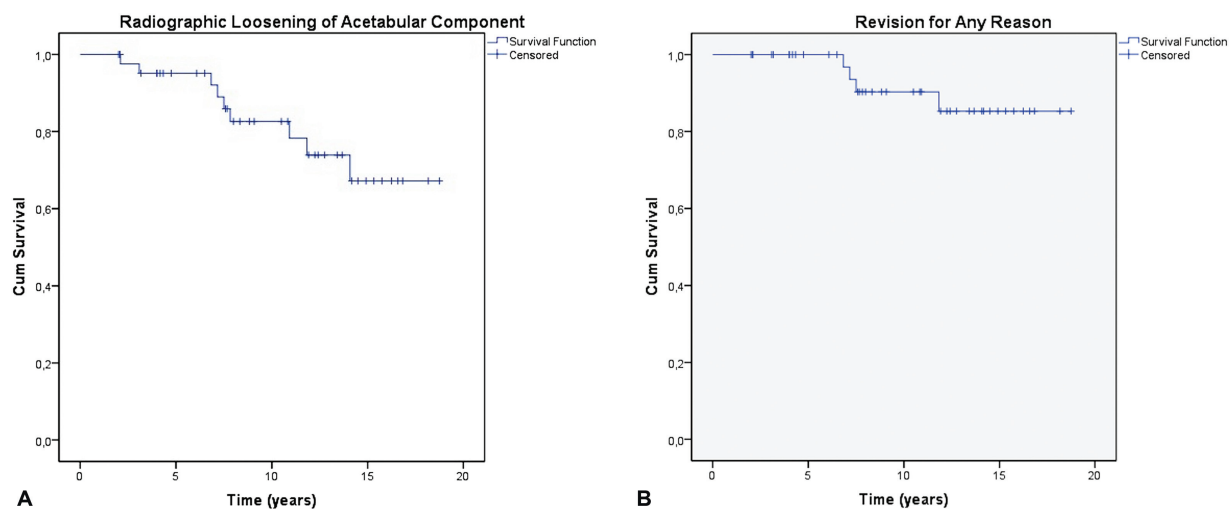 Radiographic Loosening of Acetabular Component
Survival Function
Censored
1,0
0,8
0,6
0,4
0,2
0,0
Cum Survival
0 5 10 15 20
Time (years)
A
Revision for Any Reason
Survival Function
Censored
1,0
0,8
0,6
0,4
0,2
0,0
Cum Survival
0 5 10 15 20
Time (years)
B